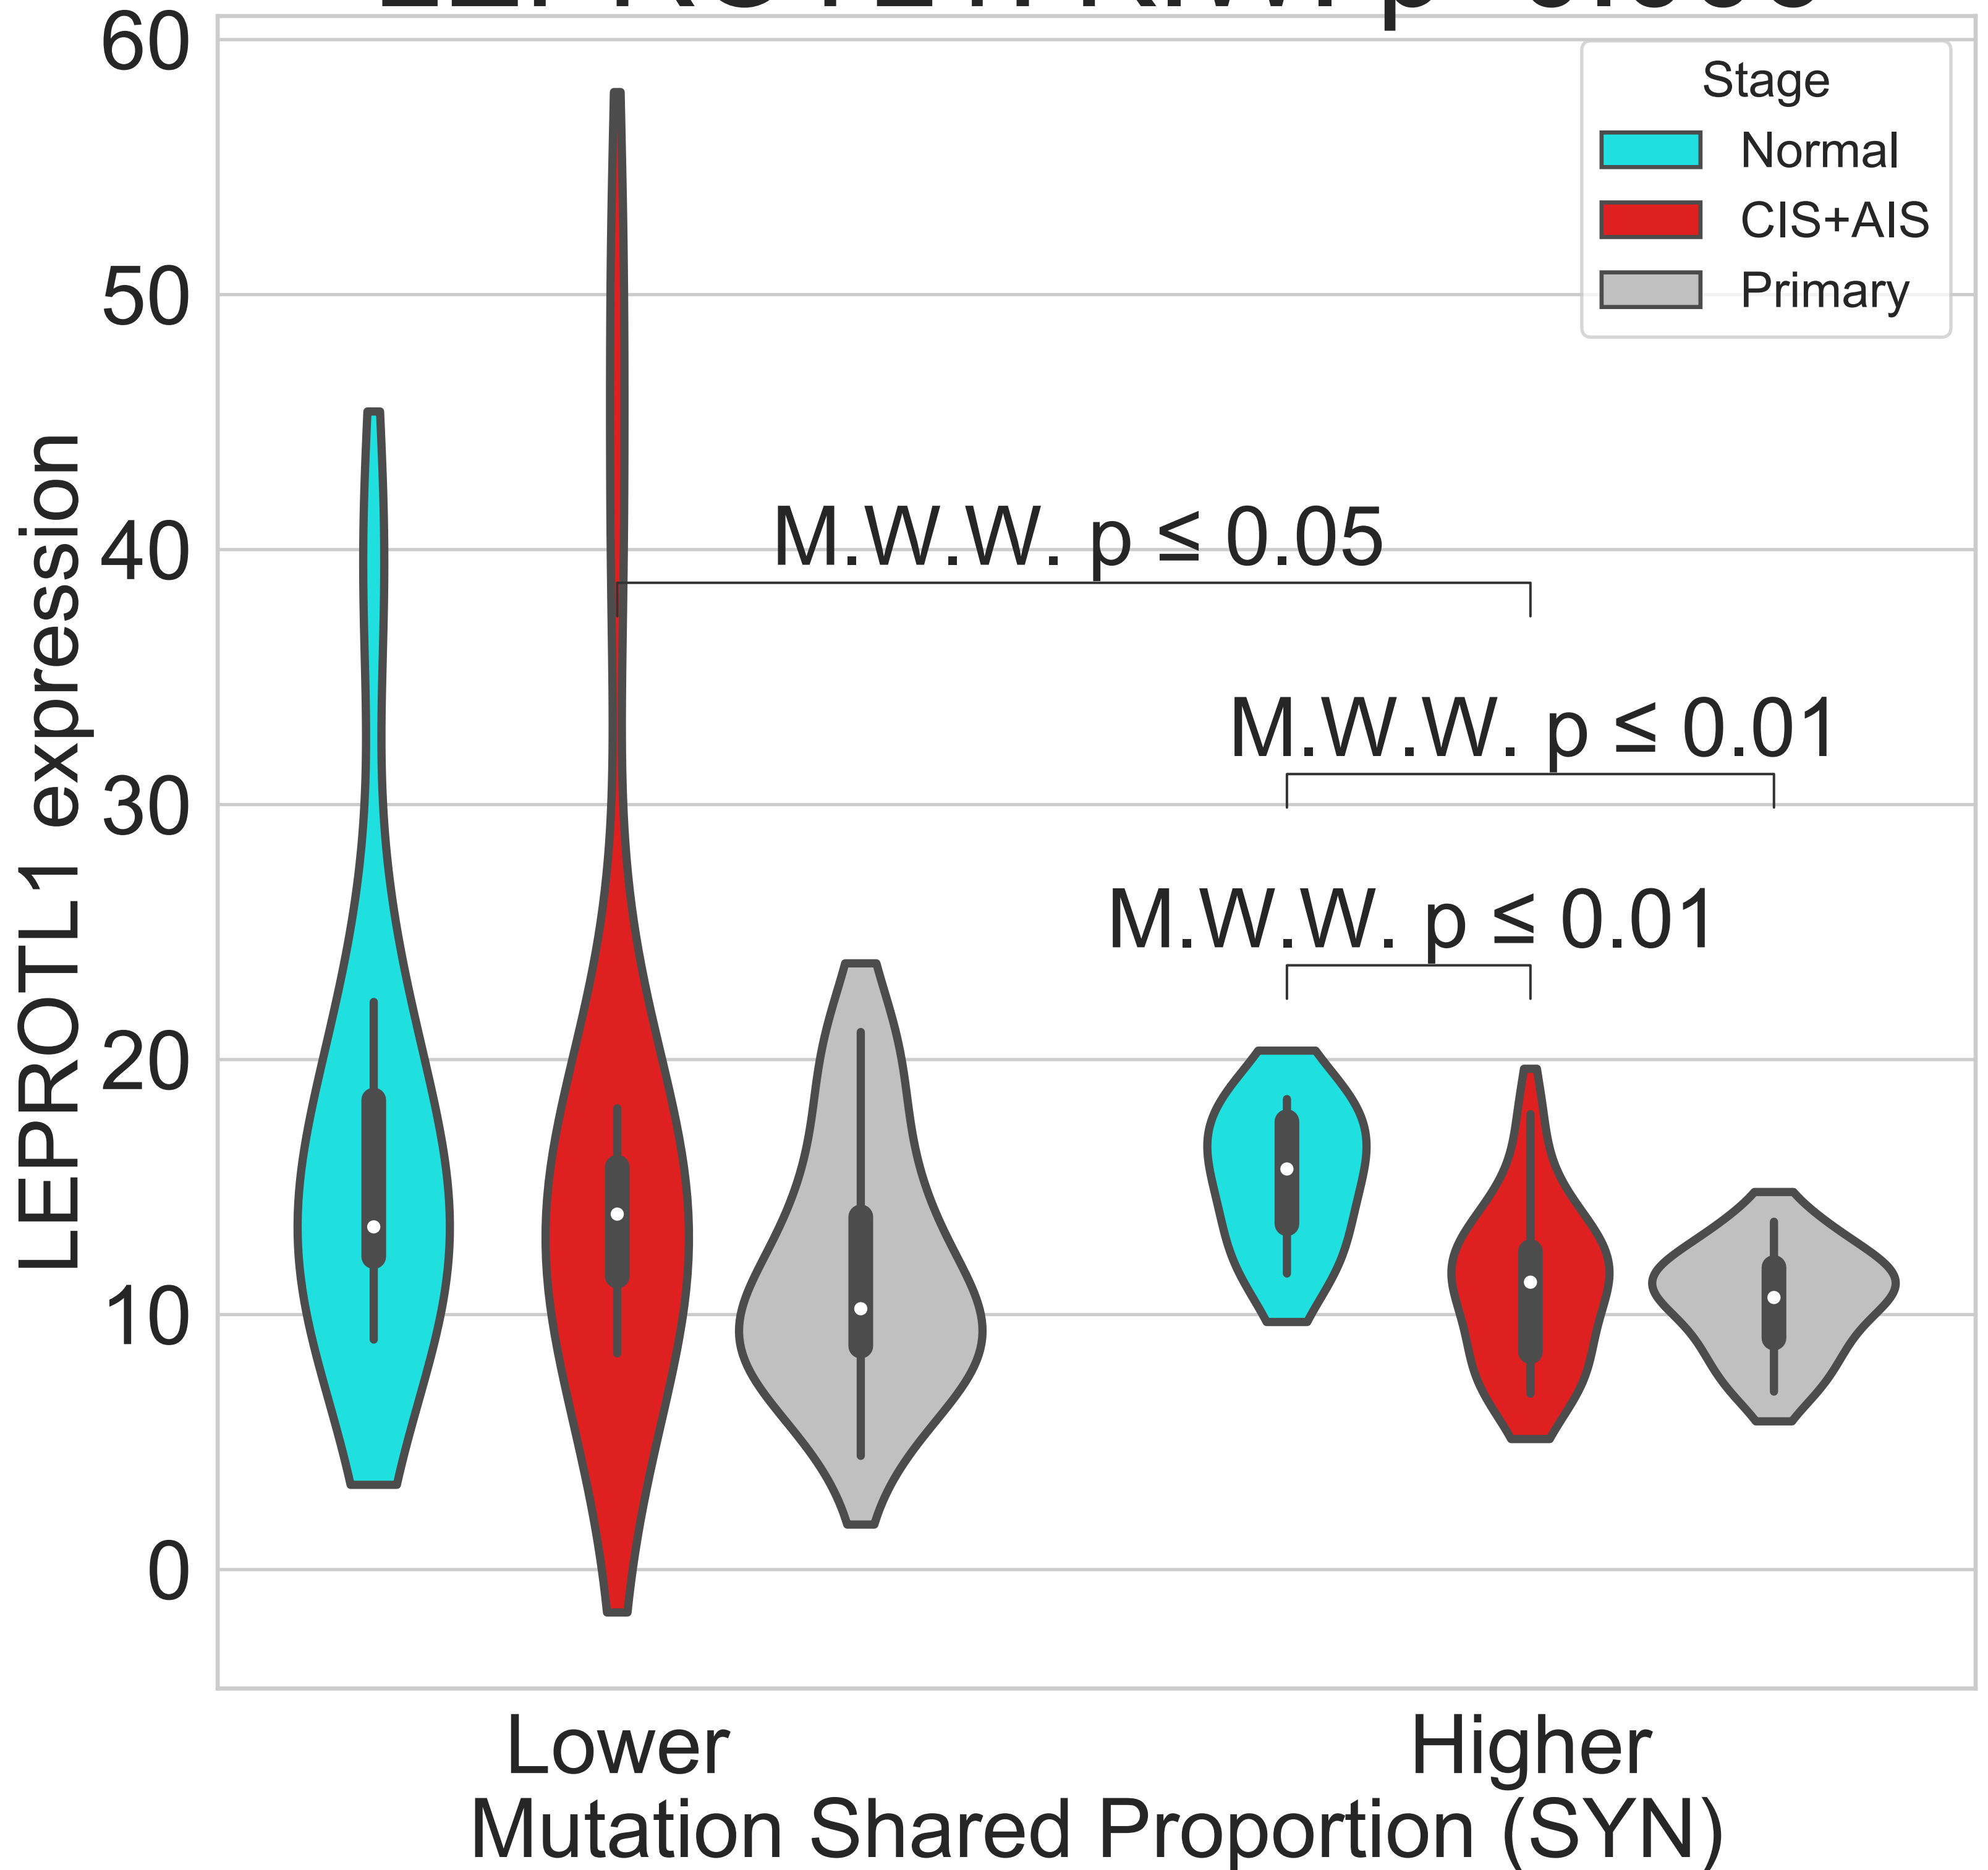 60
50
40
30
20
10
0
LEPROTL1 expression
Stage
Normal
CIS+AIS
Primary
M.W.W. p ≤ 0.05
M.W.W. p ≤ 0.01
M.W.W. p ≤ 0.01
Lower
Higher
Mutation Shared Proportion (SYN)